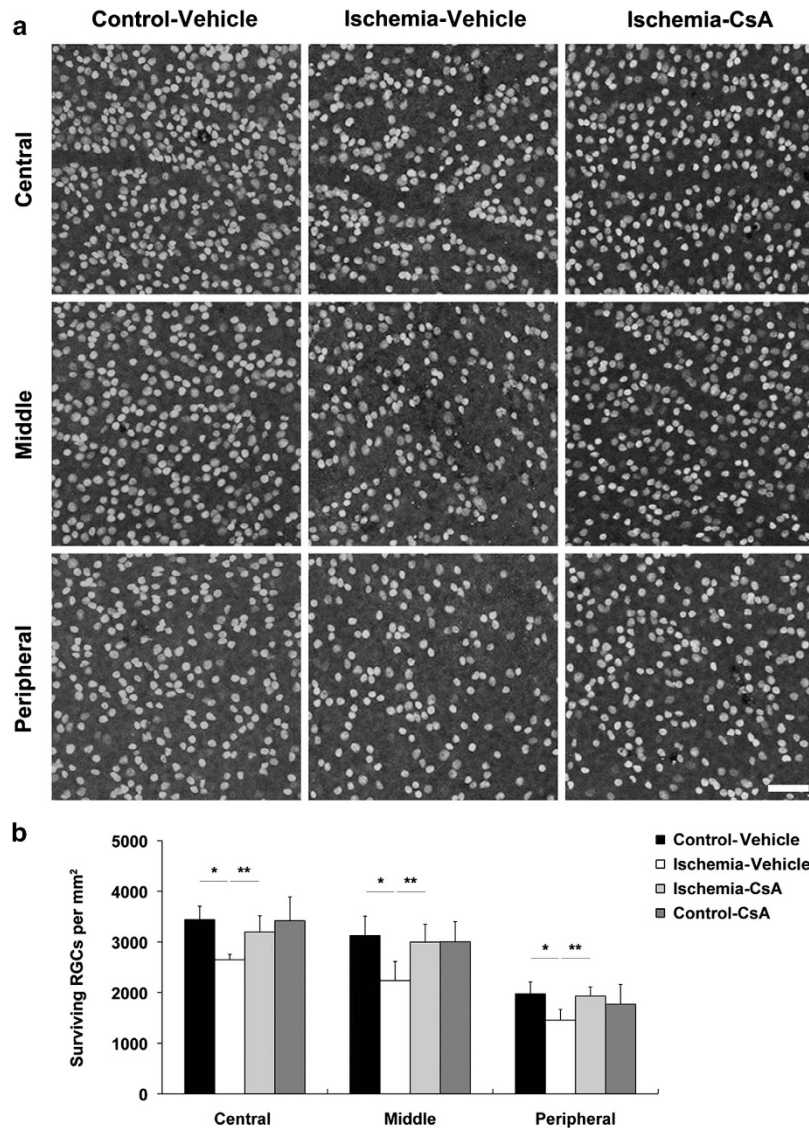 a
Control-Vehicle Ischemia-Vehicle Ischemia-CsA
Central
Middle
Peripheral
b
Surviving RGCs per mm²
5000
4000
3000
2000
1000
0
* **
* **
* **
Control-Vehicle
Ischemia-Vehicle
Ischemia-CsA
Control-CsA
Central Middle Peripheral